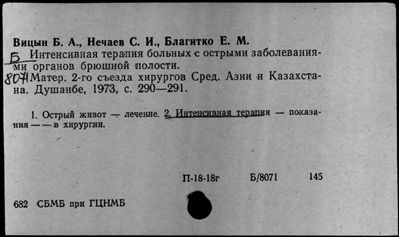 Вицын Б. А., Нечаев С. И., Благитко Е. М.
Б Интенсивная терапия больных с острыми заболевания-
ми органов брюшной полости.
8071 Матер. 2-го съезда хирургов Сред. Азии и Казахста-
на. Душанбе, 1973, с. 290—291.
1. Острый живот — лечение. 2. Интенсивная терапия — показа-
ния — — в хирургии.
П-18-18г Б/8071 145
682 СБМБ при ГЦНМБ